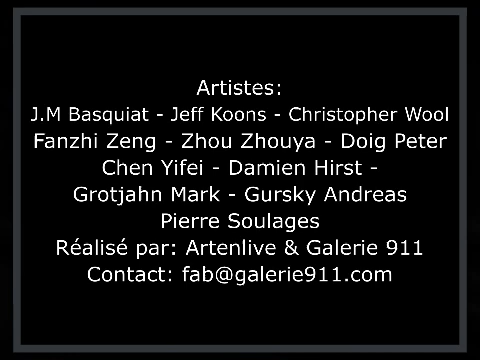 Artistes:
J.M Basquiat - Jeff Koons - Christopher Wool
Fanzhi Zeng - Zhou Zhouya - Doig Peter
Chen Yifei - Damien Hirst -
Grotjahn Mark - Gursky Andreas
Pierre Soulages
Réalisé par: Artenlive & Galerie 911
Contact: fab@galerie911.com